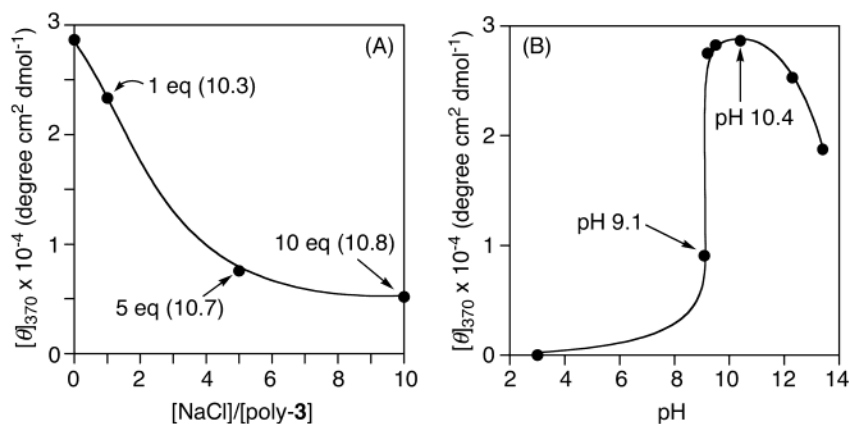 (A)
[θ]370 x 10-4 (degree cm2 dmol-1)
3
2
1
0
1 eq (10.3)
10 eq (10.8)
5 eq (10.7)
0 2 4 6 8 10
[NaCl]/[poly-3]
(B)
[θ]370 x 10-4 (degree cm2 dmol-1)
3
2
1
0
pH 10.4
pH 9.1
2 4 6 8 10 12 14
pH